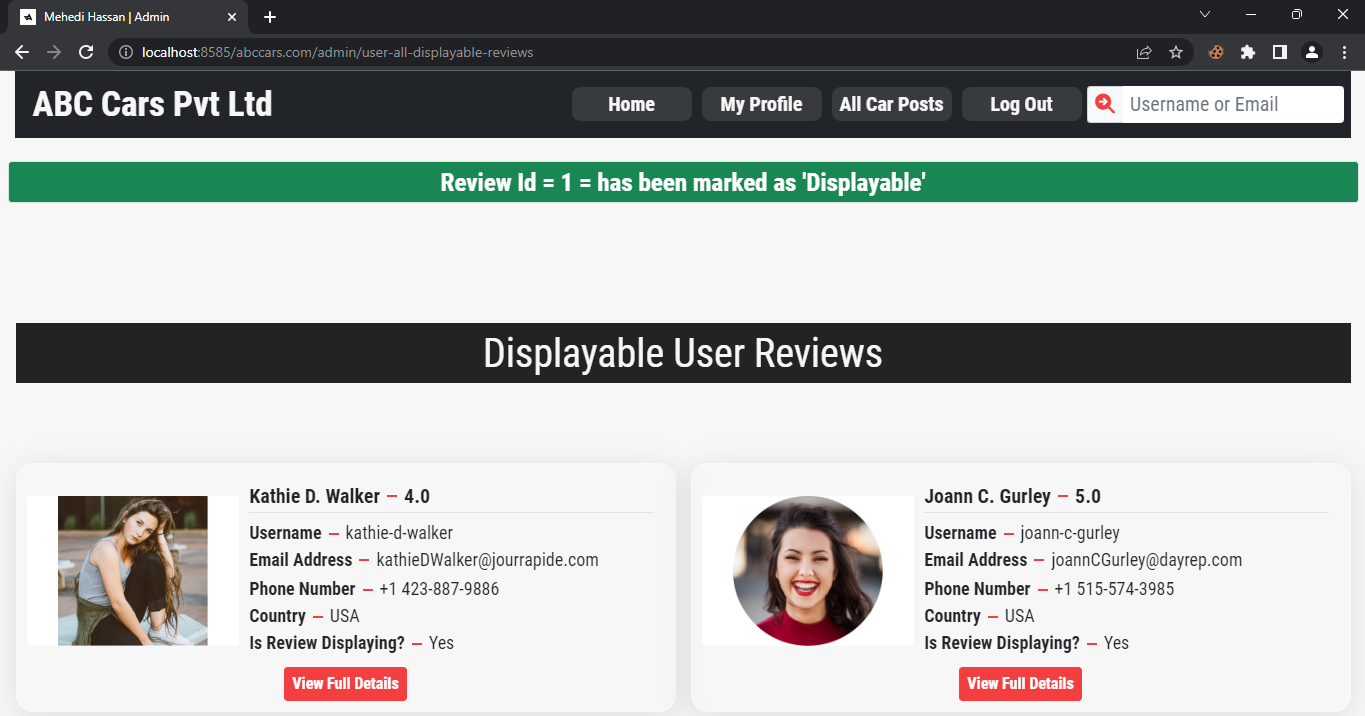 Mehedi Hassan | Admin
localhost:8585/abccars.com/admin/user-all-displayable-reviews
ABC Cars Pvt Ltd
Home
My Profile
All Car Posts
Log Out
Username or Email
Review Id = 1 = has been marked as 'Displayable'
Displayable User Reviews
Kathie D. Walker — 4.0
Username — kathie-d-walker
Email Address — kathieDWalker@jourrapide.com
Phone Number — +1 423-887-9886
Country — USA
Is Review Displaying? — Yes
View Full Details
Joann C. Gurley — 5.0
Username — joann-c-gurley
Email Address — joannCGurley@dayrep.com
Phone Number — +1 515-574-3985
Country — USA
Is Review Displaying? — Yes
View Full Details